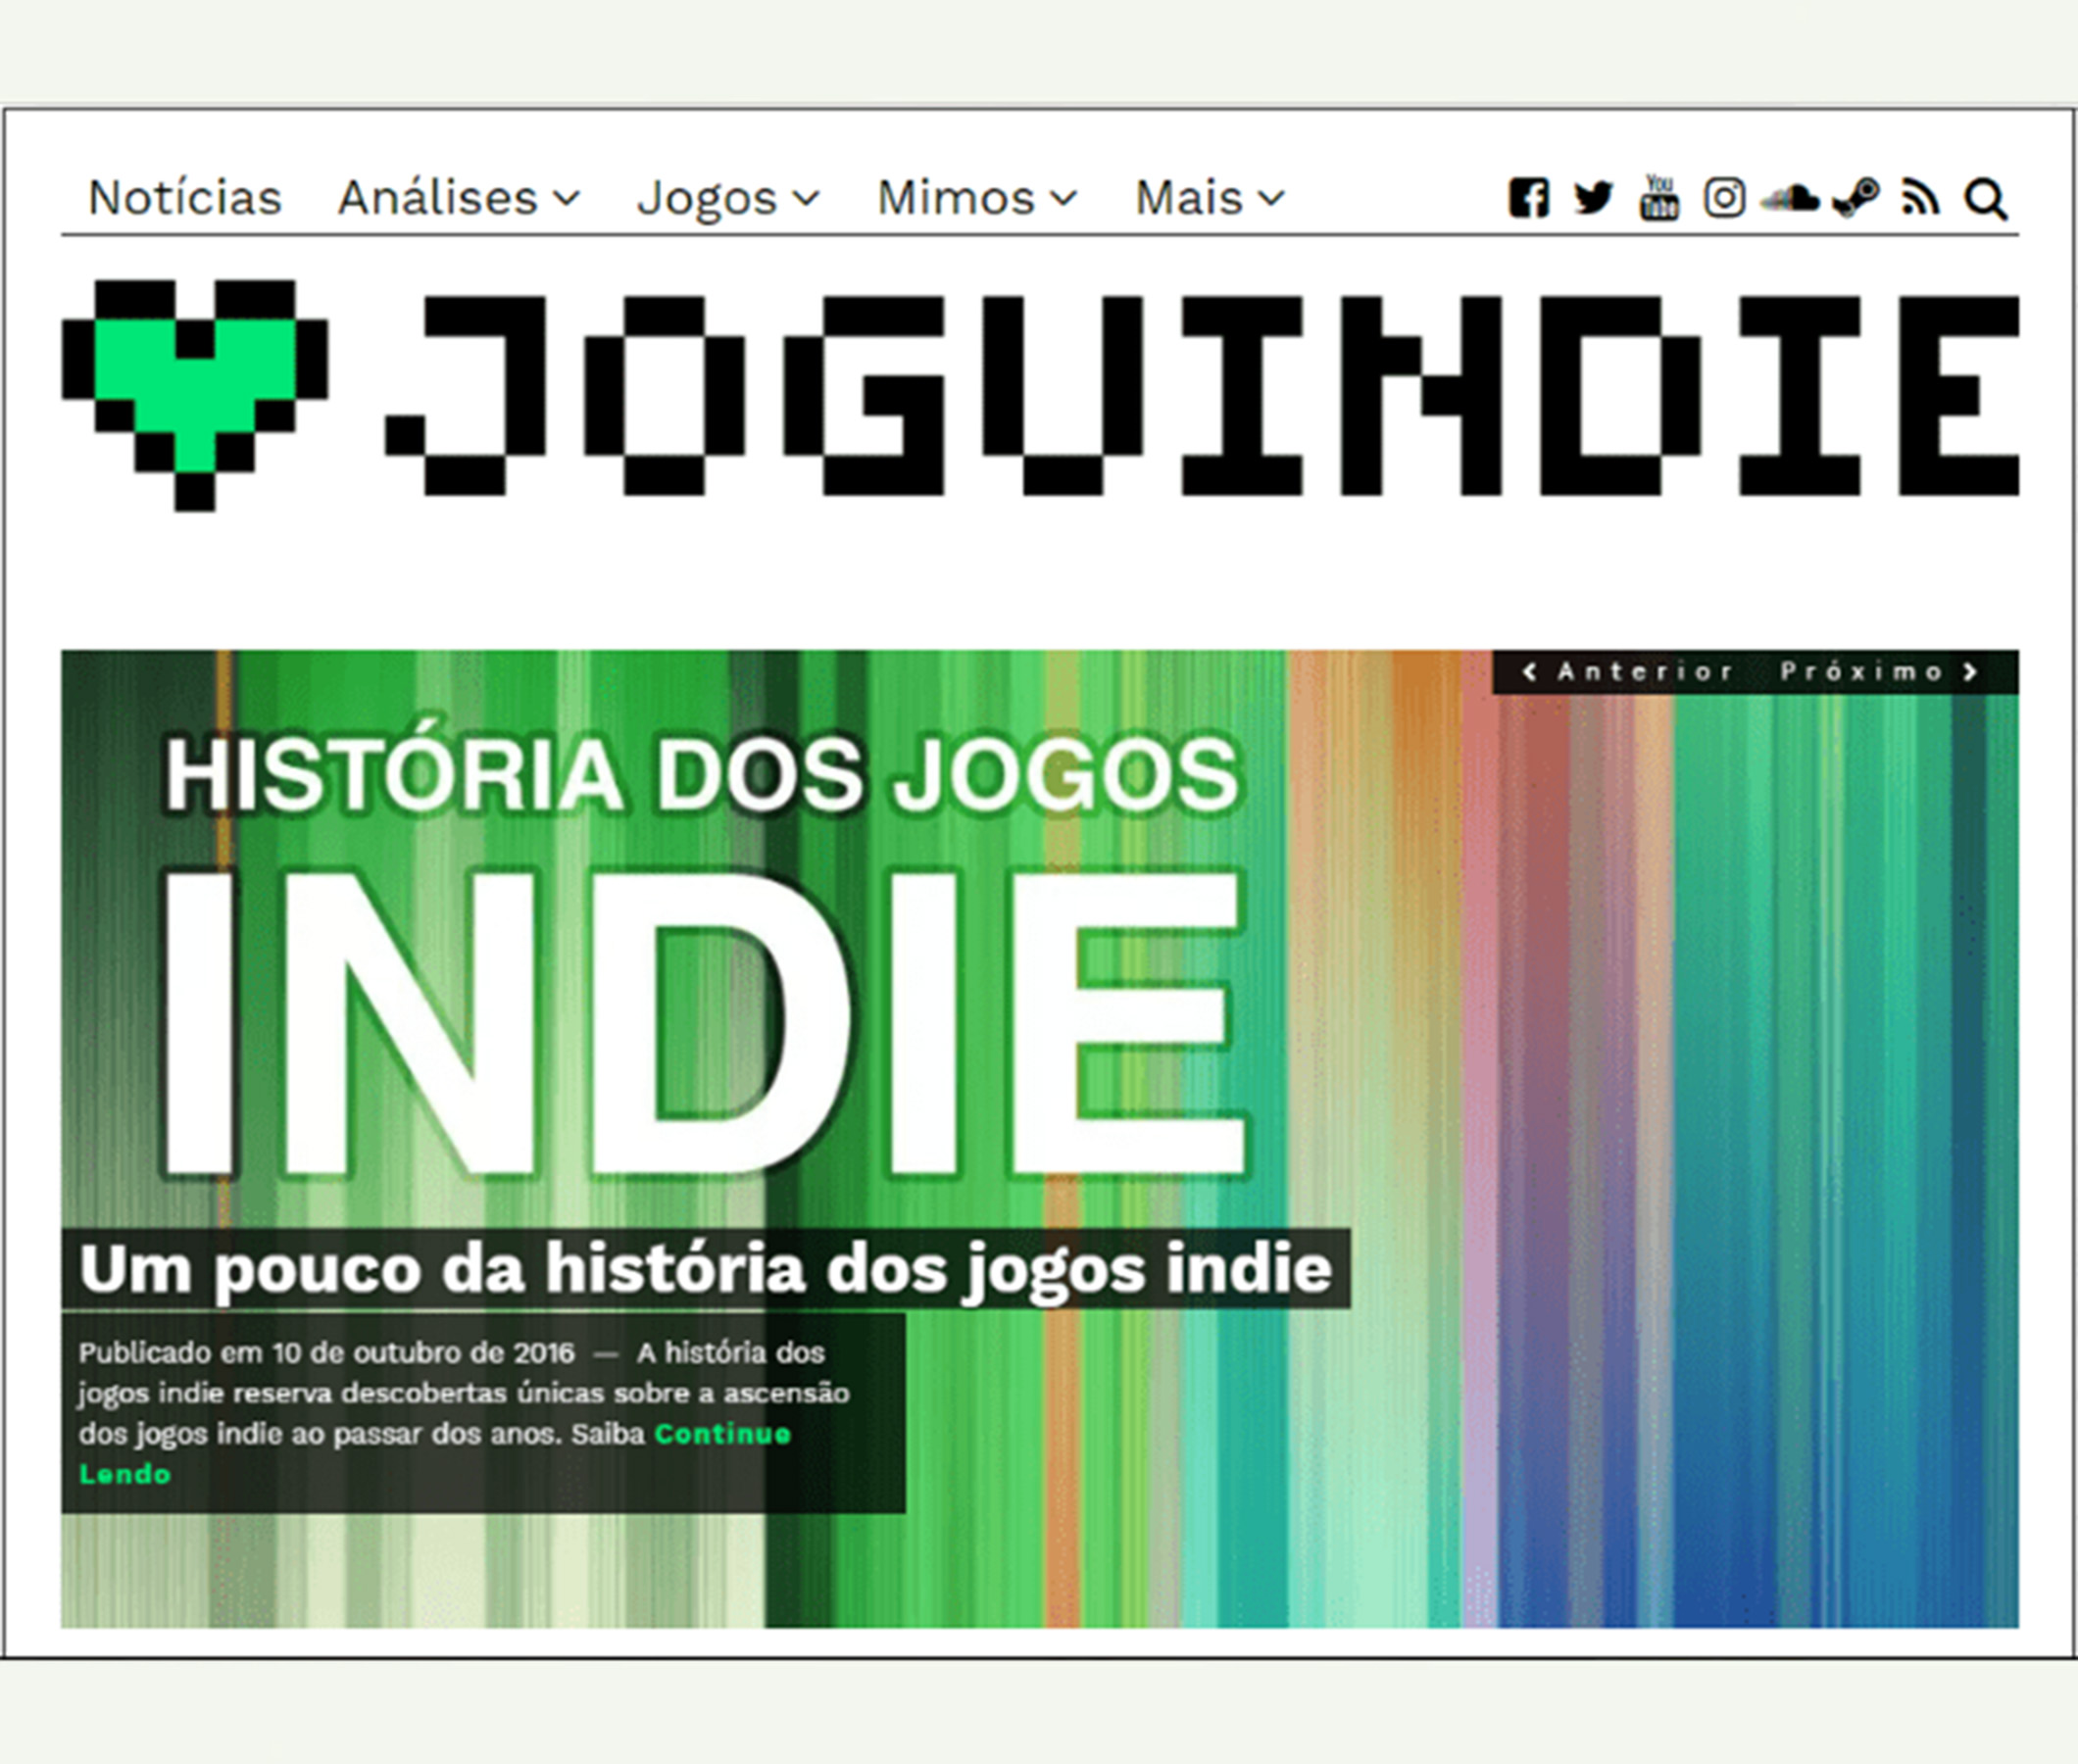 Notícias Análises Jogos Mimos Mais
JOGUINDIE
Anterior Próximo
HISTÓRIA DOS JOGOS
INDIE
Um pouco da história dos jogos indie
Publicado em 10 de outubro de 2016 — A história dos
jogos indie reserva descobertas únicas sobre a ascensão
dos jogos indie ao passar dos anos. Saiba Continue
Lendo